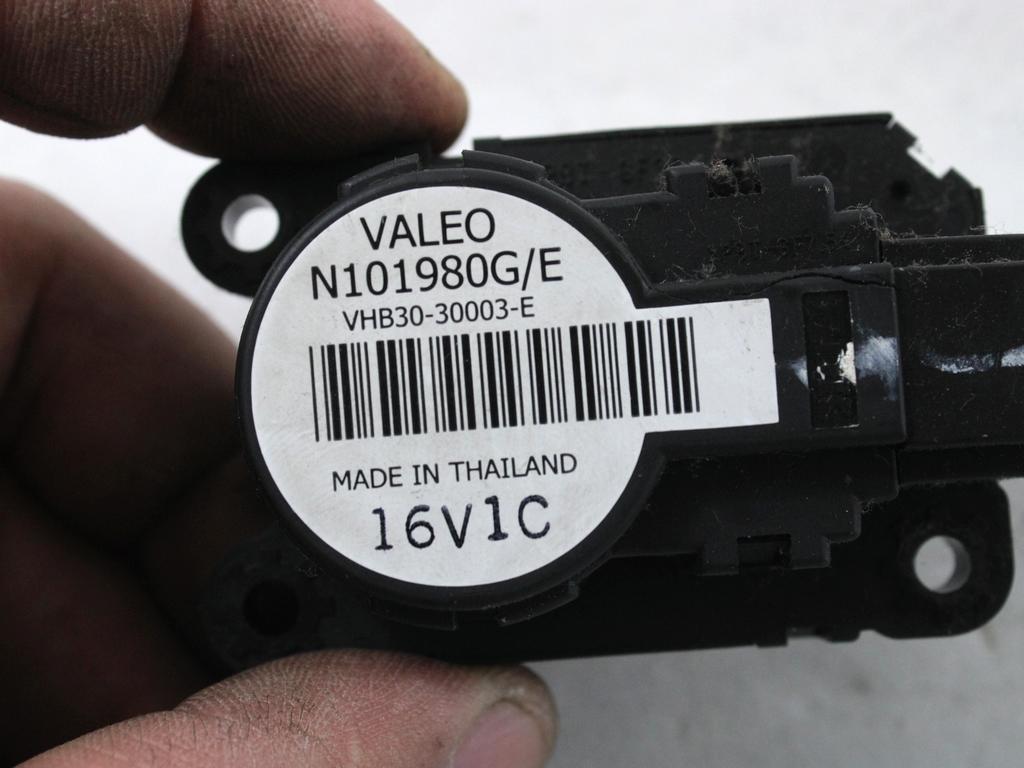 VALEO
N101980G/E
VHB30-30003-E
MADE IN THAILAND
16V1C